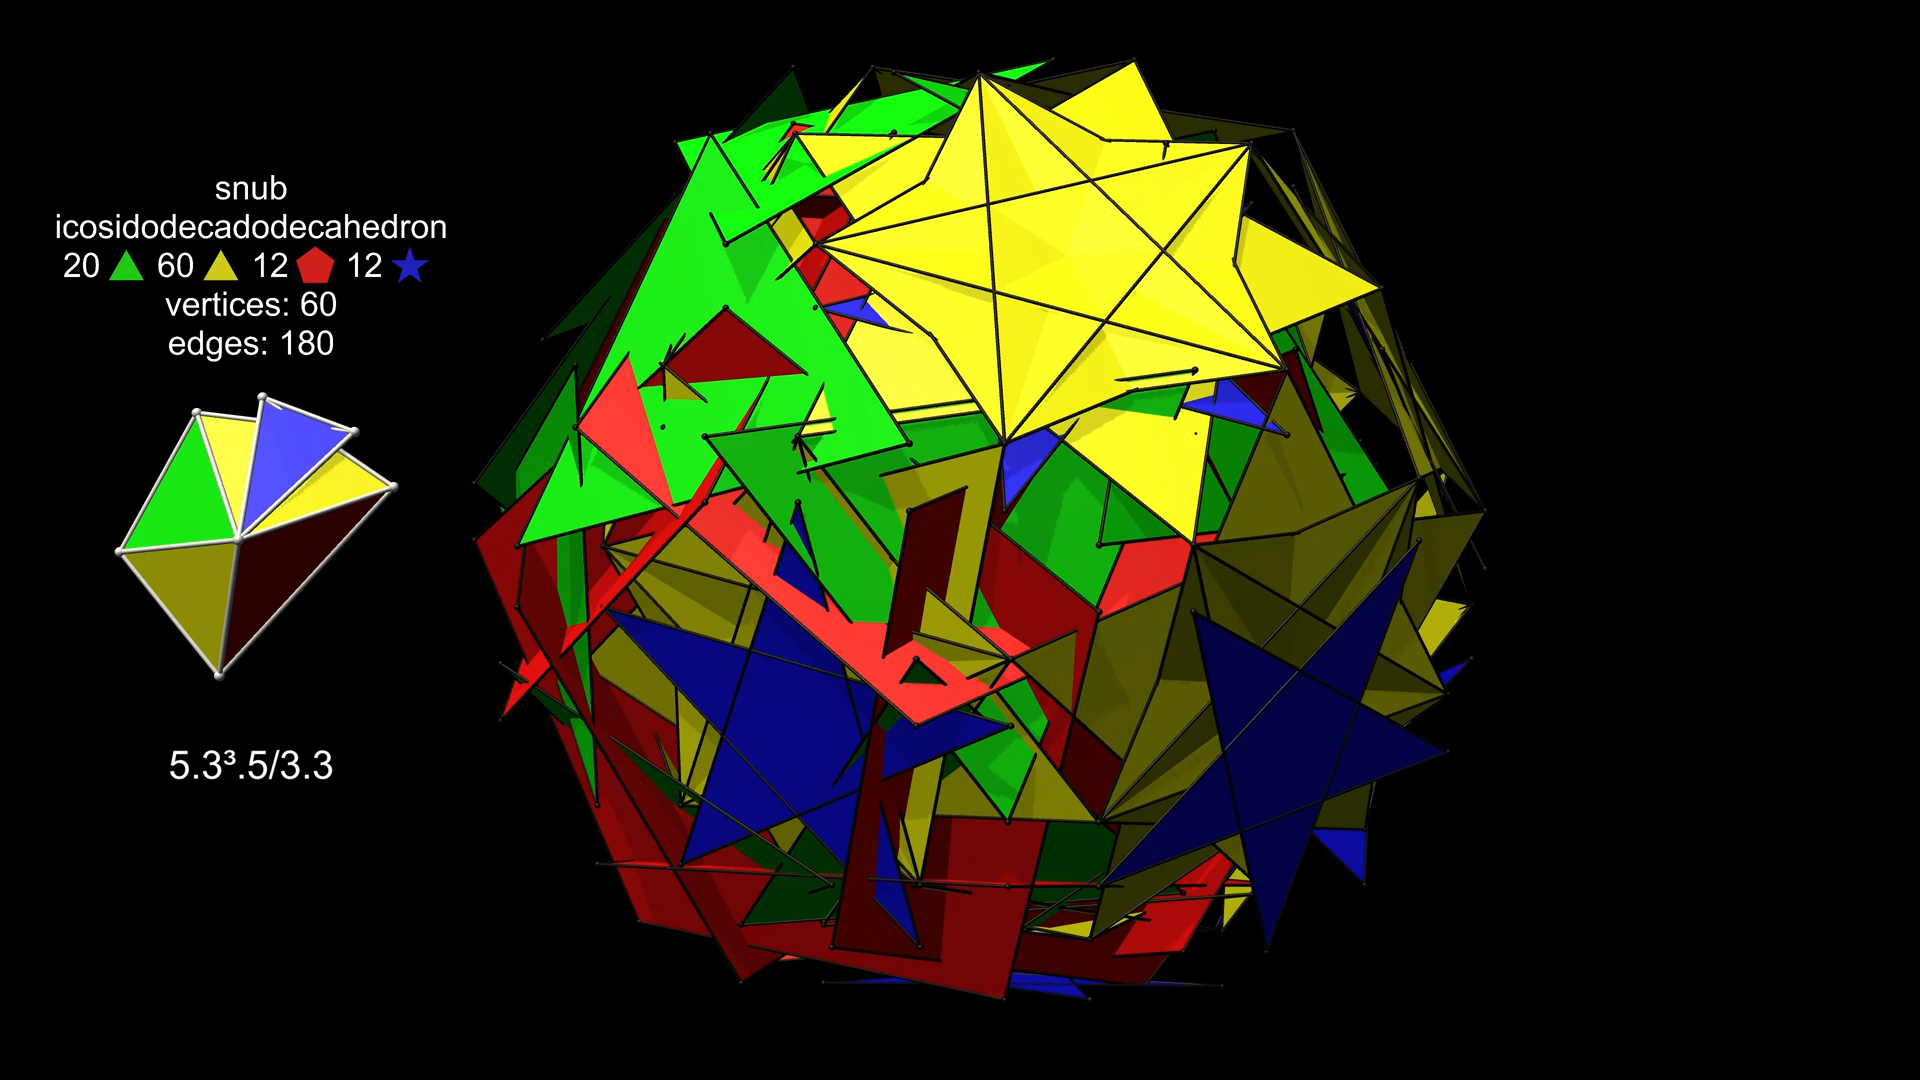 snub
icosidodecadodecahedron
20 60 12 12
vertices: 60
edges: 180
5.3³.5/3.3